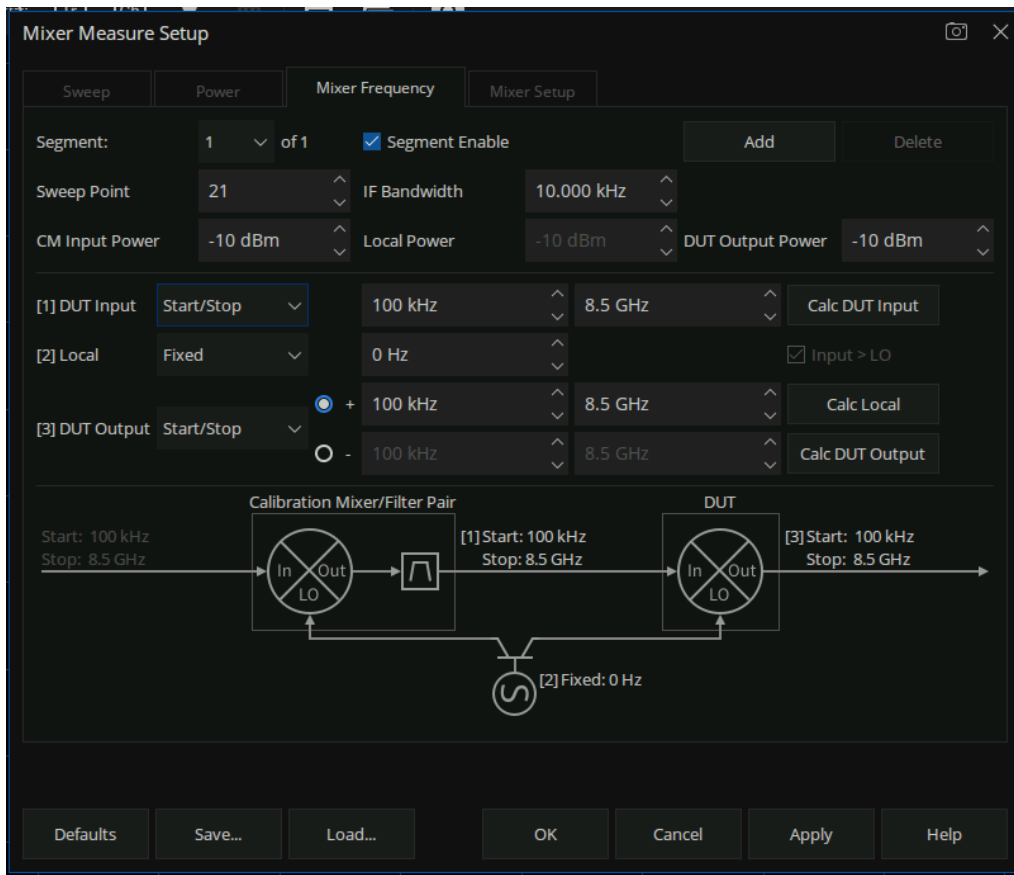 Mixer Measure Setup
Sweep Power Mixer Frequency Mixer Setup
Segment: 1 of 1 Segment Enable Add Delete
Sweep Point 21 IF Bandwidth 10.000 kHz
CM Input Power -10 dBm Local Power -10 dBm DUT Output Power -10 dBm
[1] DUT Input Start/Stop 100 kHz 8.5 GHz Calc DUT Input
[2] Local Fixed 0 Hz Input > LO
+ 100 kHz 8.5 GHz Calc Local
[3] DUT Output Start/Stop
- 100 kHz 8.5 GHz Calc DUT Output
Calibration Mixer/Filter Pair DUT
Start: 100 kHz [1] Start: 100 kHz [3] Start: 100 kHz
Stop: 8.5 GHz Stop: 8.5 GHz Stop: 8.5 GHz
In Out In Out
LO LO
[2] Fixed: 0 Hz
Defaults Save... Load... OK Cancel Apply Help